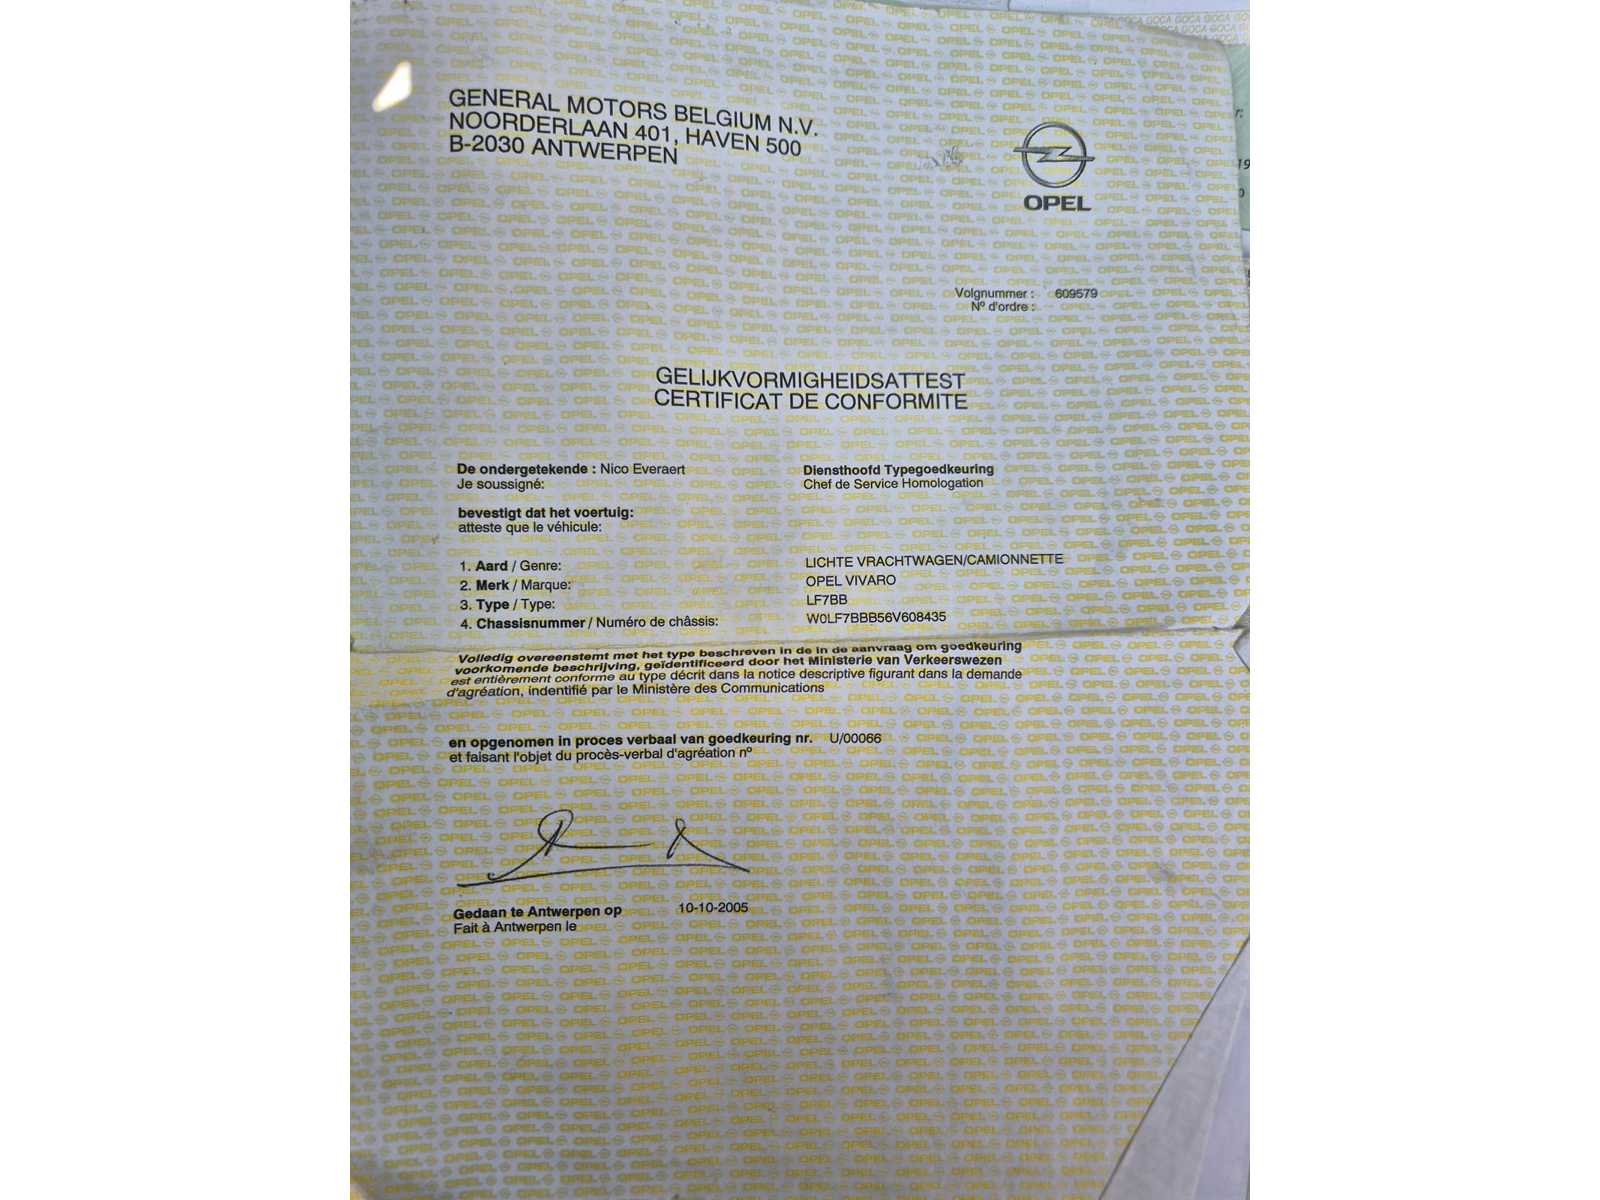 GENERAL MOTORS BELGIUM N.V.
NOORDERLAAN 401, HAVEN 500
B-2030 ANTWERPEN
OPEL
Volgnummer : 609579
Nº d'ordre :
GELIJKVORMIGHEIDSATTEST
CERTIFICAT DE CONFORMITE
De ondergetekende : Nico Everaert Diensthoofd Typegoedkeuring
Je soussigné: Chef de Service Homologation
bevestigt dat het voertuig:
atteste que le véhicule:
1. Aard / Genre: LICHTE VRACHTWAGEN/CAMIONNETTE
2. Merk / Marque: OPEL VIVARO
3. Type / Type: LF7BB
4. Chassisnummer / Numéro de châssis: W0LF7BBB56V608435
Volledig overeenstemt met het type beschreven in de in de aanvraag om goedkeuring
voorkomende beschrijving, geïdentificeerd door het Ministerie van Verkeerswezen
est entièrement conforme au type décrit dans la notice descriptive figurant dans la demande
d'agréation, indentifié par le Ministère des Communications
en opgenomen in proces verbaal van goedkeuring nr. U/00066
et faisant l'objet du procès-verbal d'agréation nº
Gedaan te Antwerpen op 10-10-2005
Fait à Antwerpen le